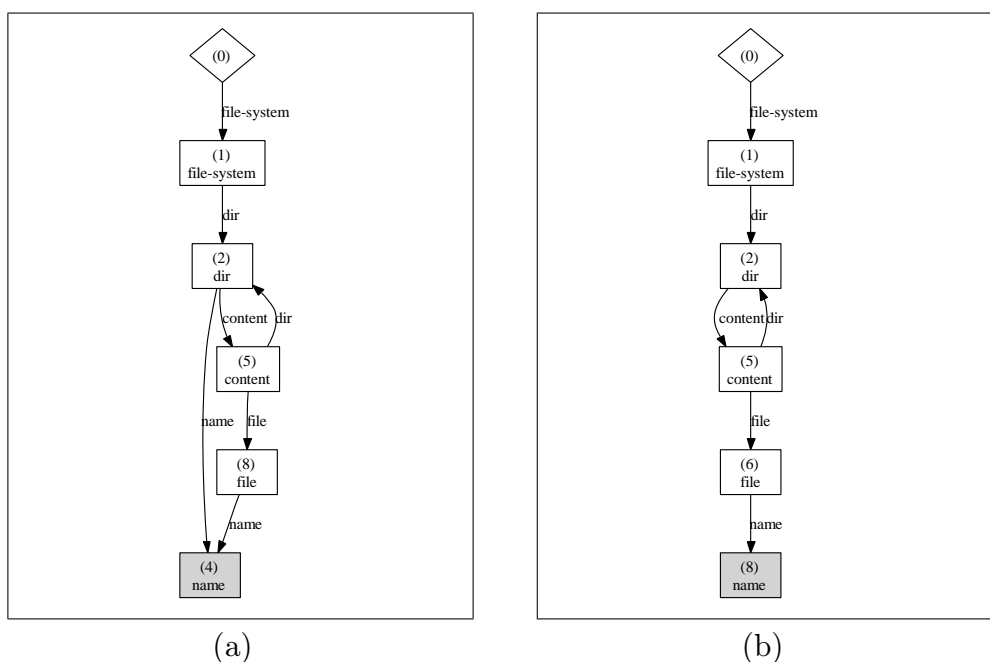 (0)
file-system
(1)
file-system
dir
(2)
dir
content
dir
(5)
content
name
file
(8)
file
name
(4)
name
(a)
(0)
file-system
(1)
file-system
dir
(2)
dir
content
dir
(5)
content
file
(6)
file
name
(8)
name
(b)